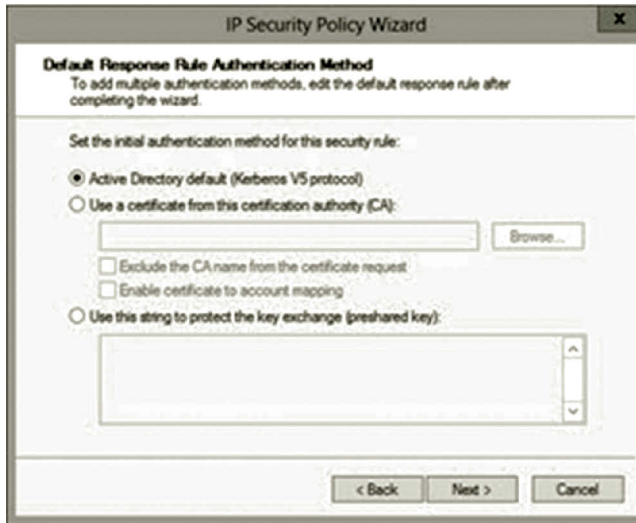 IP Security Policy Wizard
x
Default Response Rule Authentication Method
To add multiple authentication methods, edit the default response rule after
completing the wizard.
Set the initial authentication method for this security rule:
Active Directory default (Kerberos V5 protocol)
Use a certificate from this certification authority (CA):
Browse...
Exclude the CA name from the certificate request
Enable certificate to account mapping
Use this string to protect the key exchange (preshared key):
< Back Next > Cancel